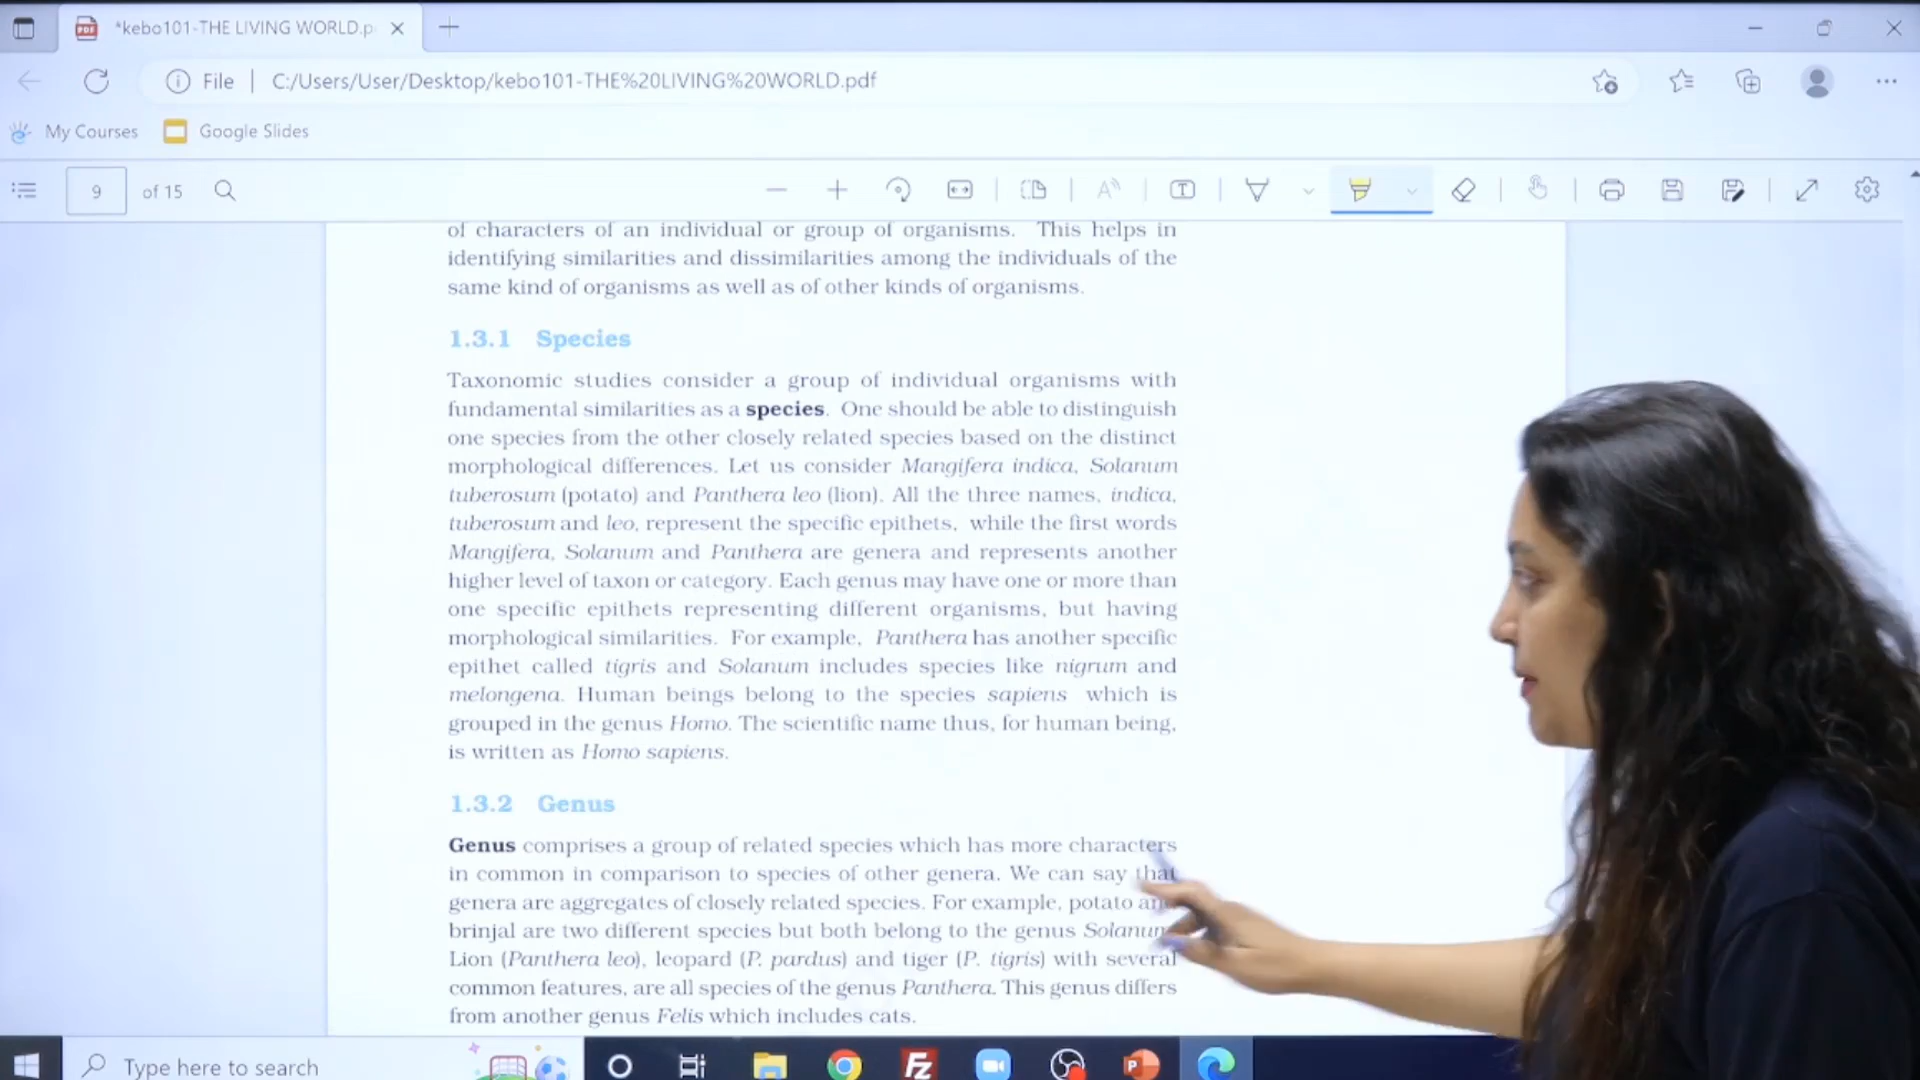 *kebo101-THE LIVING WORLD.p
File
C:/Users/User/Desktop/kebo101-THE%20LIVING%20WORLD.pdf
My Courses
Google Slides
9 of 15
of characters of an individual or group of organisms. This helps in
identifying similarities and dissimilarities among the individuals of the
same kind of organisms as well as of other kinds of organisms.
1.3.1 Species
Taxonomic studies consider a group of individual organisms with
fundamental similarities as a species. One should be able to distinguish
one species from the other closely related species based on the distinct
morphological differences. Let us consider Mangifera indica, Solanum
tuberosum (potato) and Panthera leo (lion). All the three names, indica,
tuberosum and leo, represent the specific epithets, while the first words
Mangifera, Solanum and Panthera are genera and represents another
higher level of taxon or category. Each genus may have one or more than
one specific epithets representing different organisms, but having
morphological similarities. For example, Panthera has another specific
epithet called tigris and Solanum includes species like nigrum and
melongena. Human beings belong to the species sapiens which is
grouped in the genus Homo. The scientific name thus, for human being,
is written as Homo sapiens.
1.3.2 Genus
Genus comprises a group of related species which has more characters
in common in comparison to species of other genera. We can say that
genera are aggregates of closely related species. For example, potato and
brinjal are two different species but both belong to the genus Solanum.
Lion (Panthera leo), leopard (P. pardus) and tiger (P. tigris) with several
common features, are all species of the genus Panthera. This genus differs
from another genus Felis which includes cats.
Type here to search